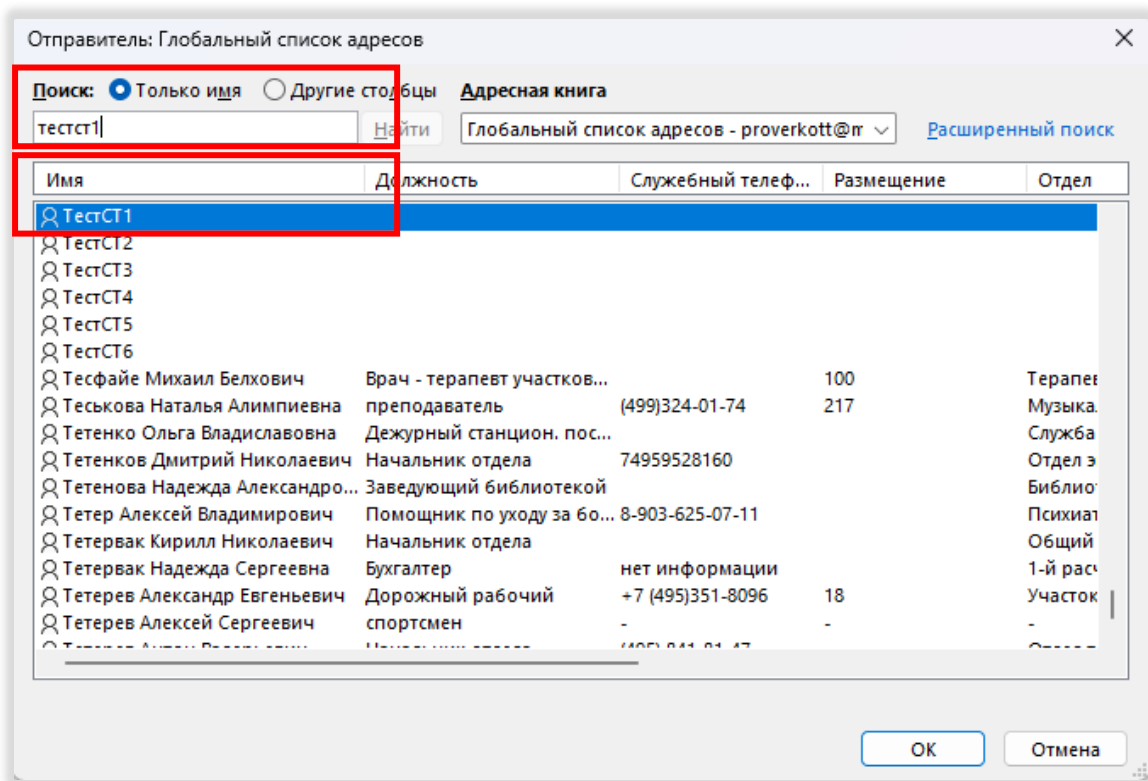 Отправитель: Глобальный список адресов
Поиск: Только имя Другие столбцы Адресная книга
тестст1 Найти Глобальный список адресов - proverkott@m Расширенный поиск
Имя Должность Служебный телеф... Размещение Отдел
ТестСТ1
ТестСТ2
ТестСТ3
ТестСТ4
ТестСТ5
ТестСТ6
Тесфайе Михаил Белхович Врач - терапевт участков... 100 Терапев
Теськова Наталья Алимпиевна преподаватель (499)324-01-74 217 Музыка.
Тетенко Ольга Владиславовна Дежурный станцион. пос... Служба
Тетенков Дмитрий Николаевич Начальник отдела 74959528160 Отдел э
Тетенова Надежда Александро... Заведующий библиотекой Библио
Тетер Алексей Владимирович Помощник по уходу за бо... 8-903-625-07-11 Психиат
Тетервак Кирилл Николаевич Начальник отдела Общий
Тетервак Надежда Сергеевна Бухгалтер нет информации 1-й рас
Тетерев Александр Евгеньевич Дорожный рабочий +7 (495)351-8096 18 Участок
Тетерев Алексей Сергеевич спортсмен - - -
ОК Отмена